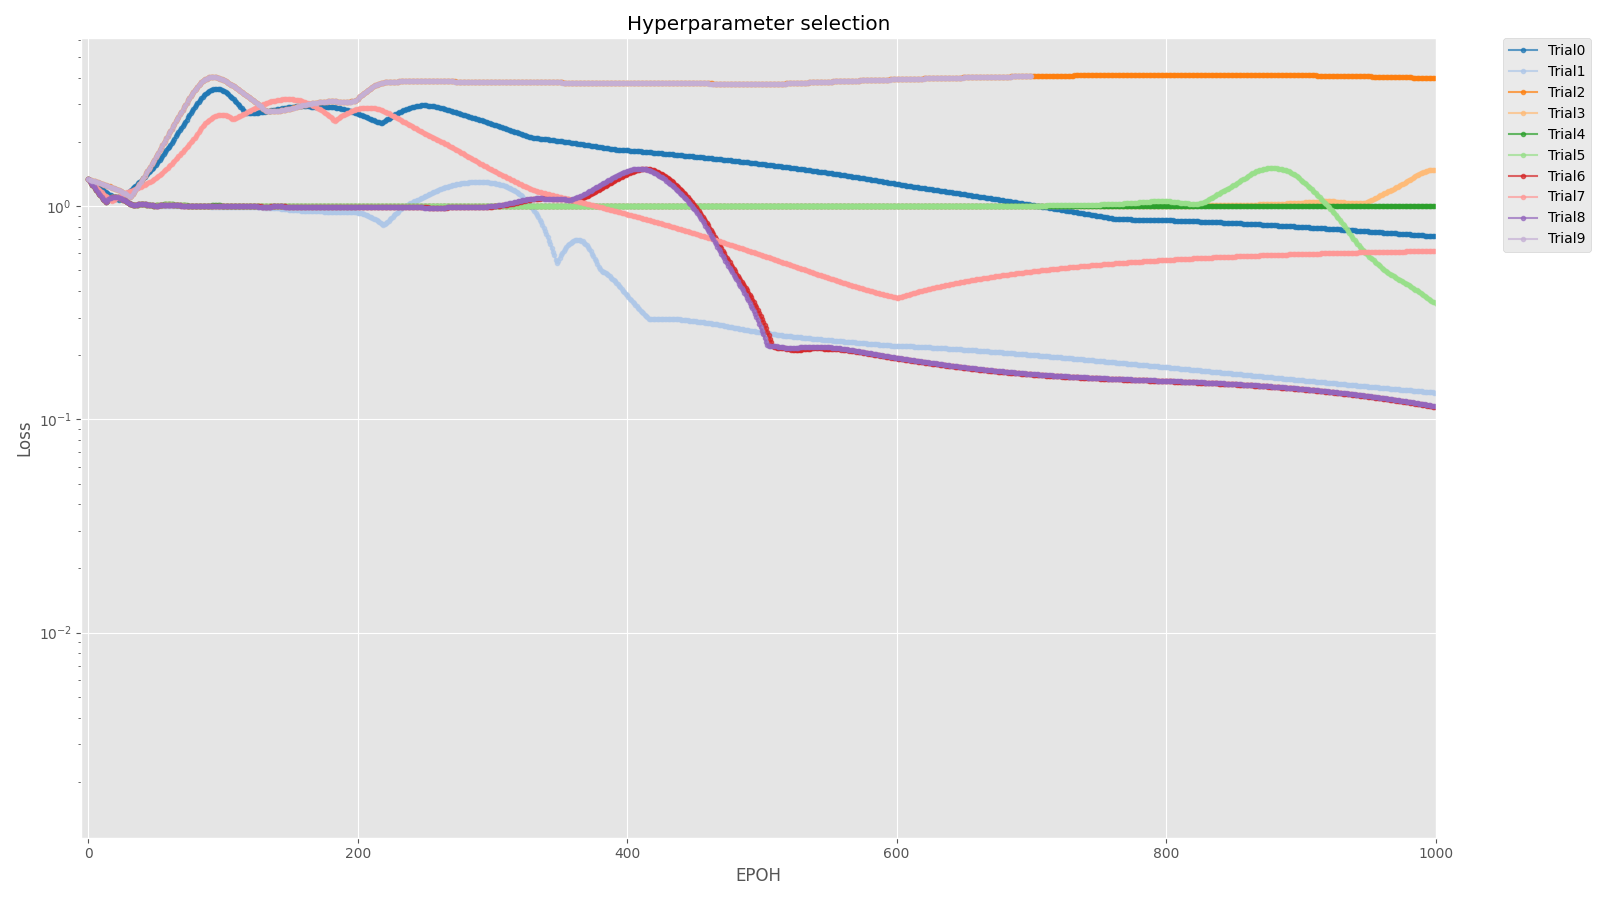 Hyperparameter selection
Loss
10⁰
10⁻¹
10⁻²
0
200
400
600
800
1000
EPOH
Trial0
Trial1
Trial2
Trial3
Trial4
Trial5
Trial6
Trial7
Trial8
Trial9